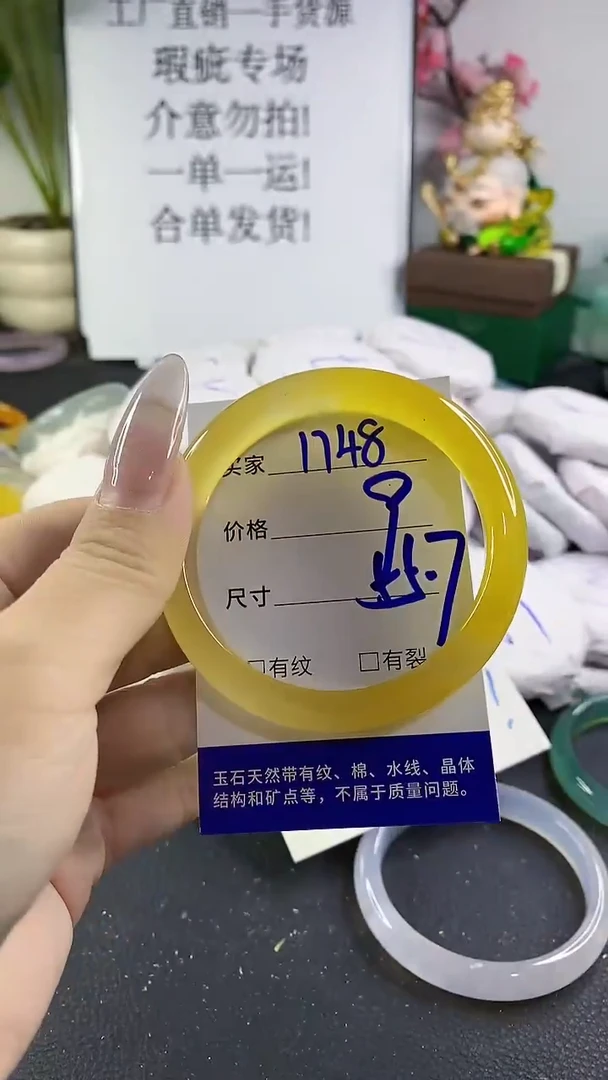 工厂直销一手货源
瑕疵专场
介意勿拍!
一单一运!
合单发货!
买家 1748
价格
尺寸
□有纹 □有裂
玉石天然带有纹、棉、水线、晶体
结构和矿点等，不属于质量问题。